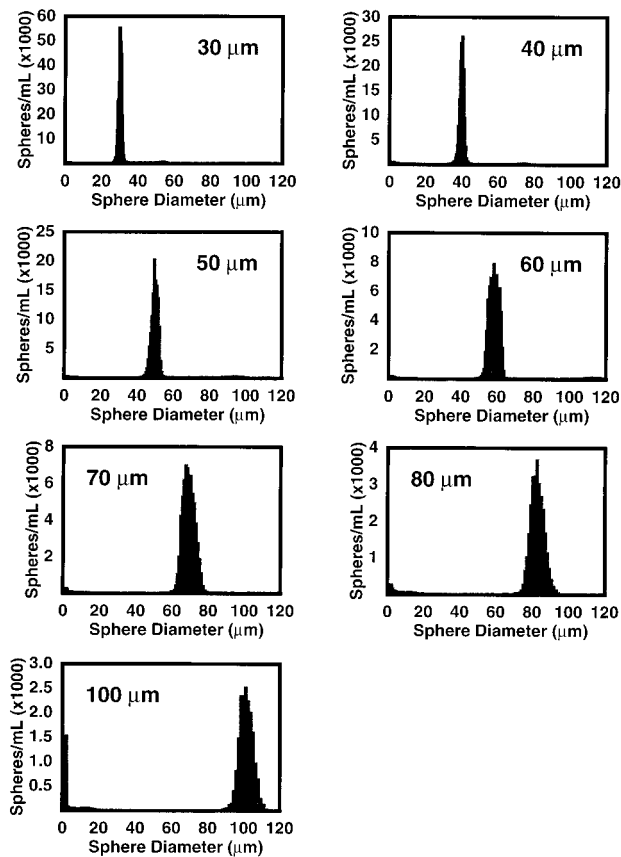 60
50
40
30
20
10
Spheres/mL (x1000)
30 μm
0 20 40 60 80 100 120
Sphere Diameter (μm)
30
25
20
15
10
5
Spheres/mL (x1000)
40 μm
0 20 40 60 80 100 120
Sphere Diameter (μm)
25
20
15
10
5
Spheres/mL (x1000)
50 μm
0 20 40 60 80 100 120
Sphere Diameter (μm)
10
8
6
4
2
Spheres/mL (x1000)
60 μm
0 20 40 60 80 100 120
Sphere Diameter (μm)
8
6
4
2
Spheres/mL (x1000)
70 μm
0 20 40 60 80 100 120
Sphere Diameter (μm)
4
3
2
1
Spheres/mL (x1000)
80 μm
0 20 40 60 80 100 120
Sphere Diameter (μm)
3.0
2.5
2.0
1.5
1.0
0.5
Spheres/mL (x1000)
100 μm
0 20 40 60 80 100 120
Sphere Diameter (μm)